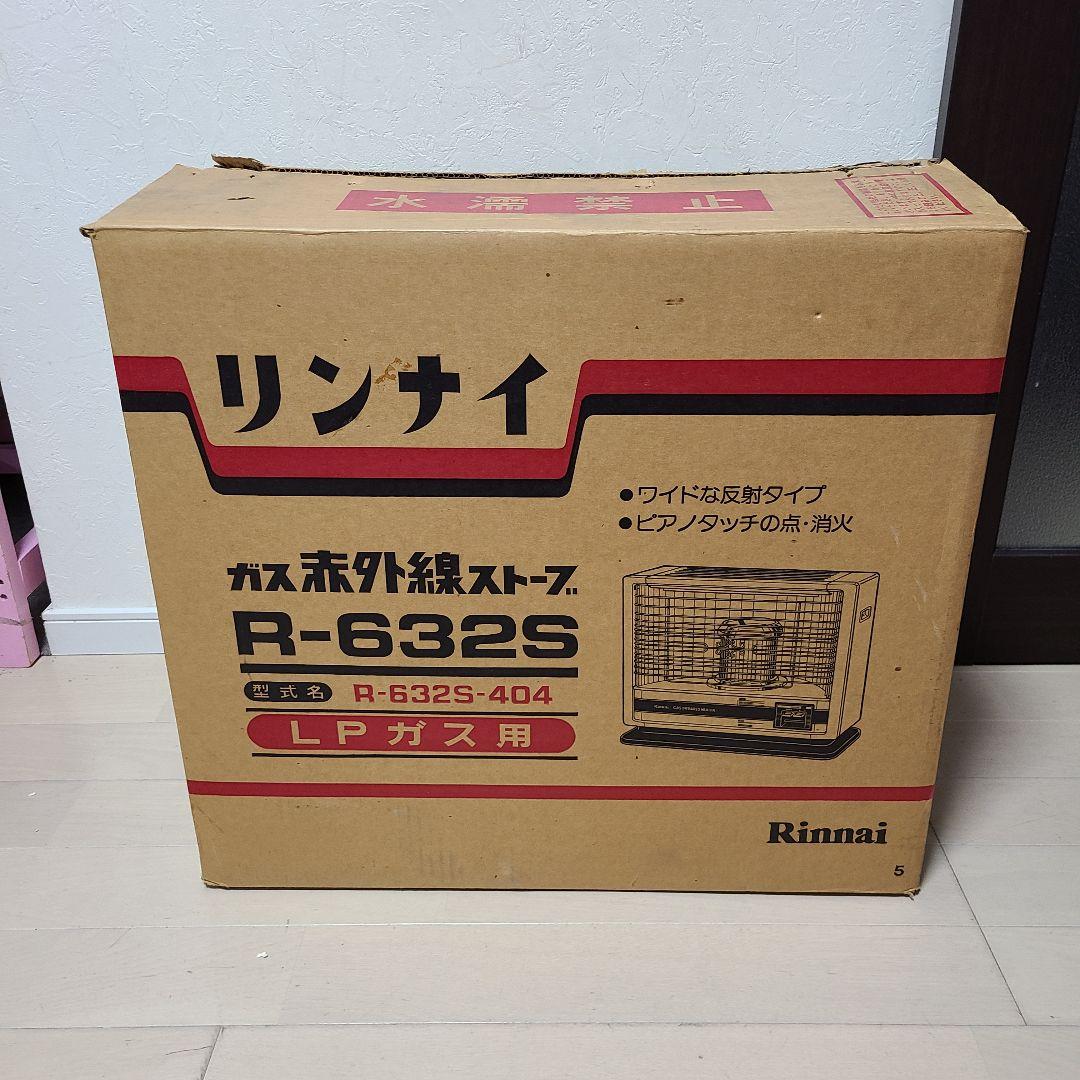 水濡禁止
リンナイ
●ワイドな反射タイプ
●ピアノタッチの点・消火
ガス赤外線ストーブ
R-632S
型式名 R-632S-404
LPガス用
Rinnai
Rinnai
5